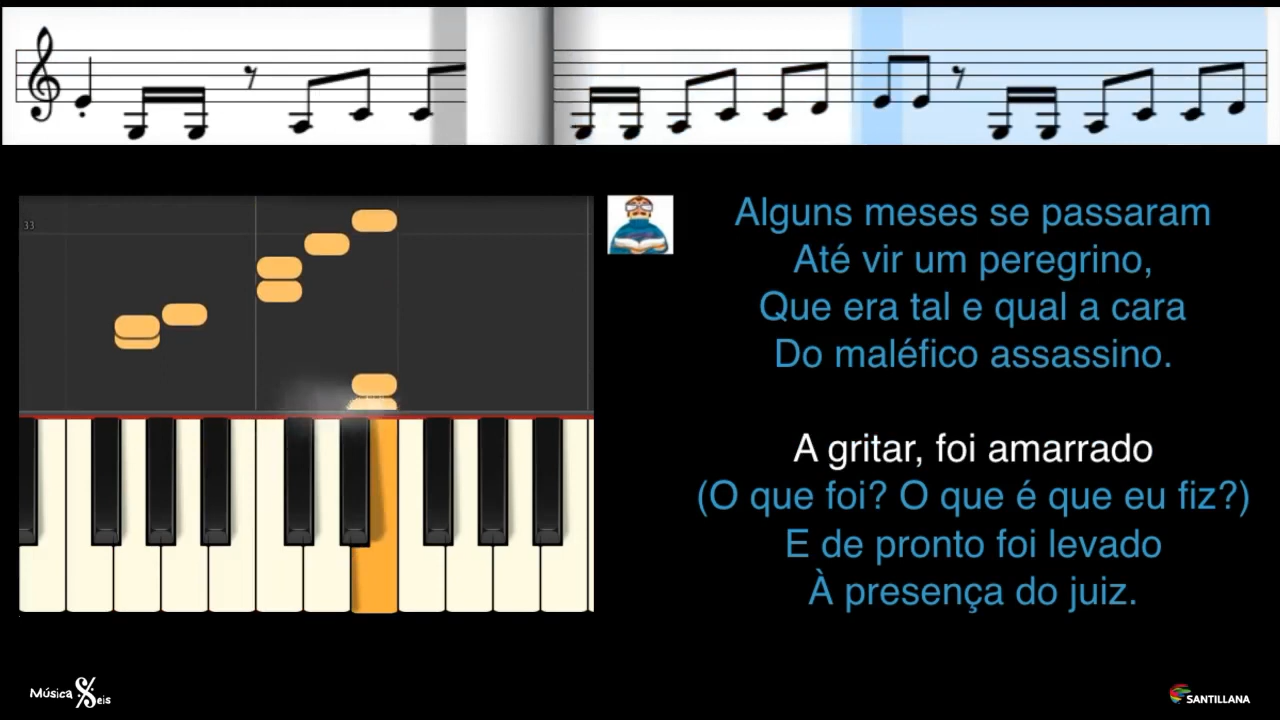 33
Alguns meses se passaram
Até vir um peregrino,
Que era tal e qual a cara
Do maléfico assassino.
A gritar, foi amarrado
(O que foi? O que é que eu fiz?)
E de pronto foi levado
À presença do juiz.
Música Seis
SANTILLANA